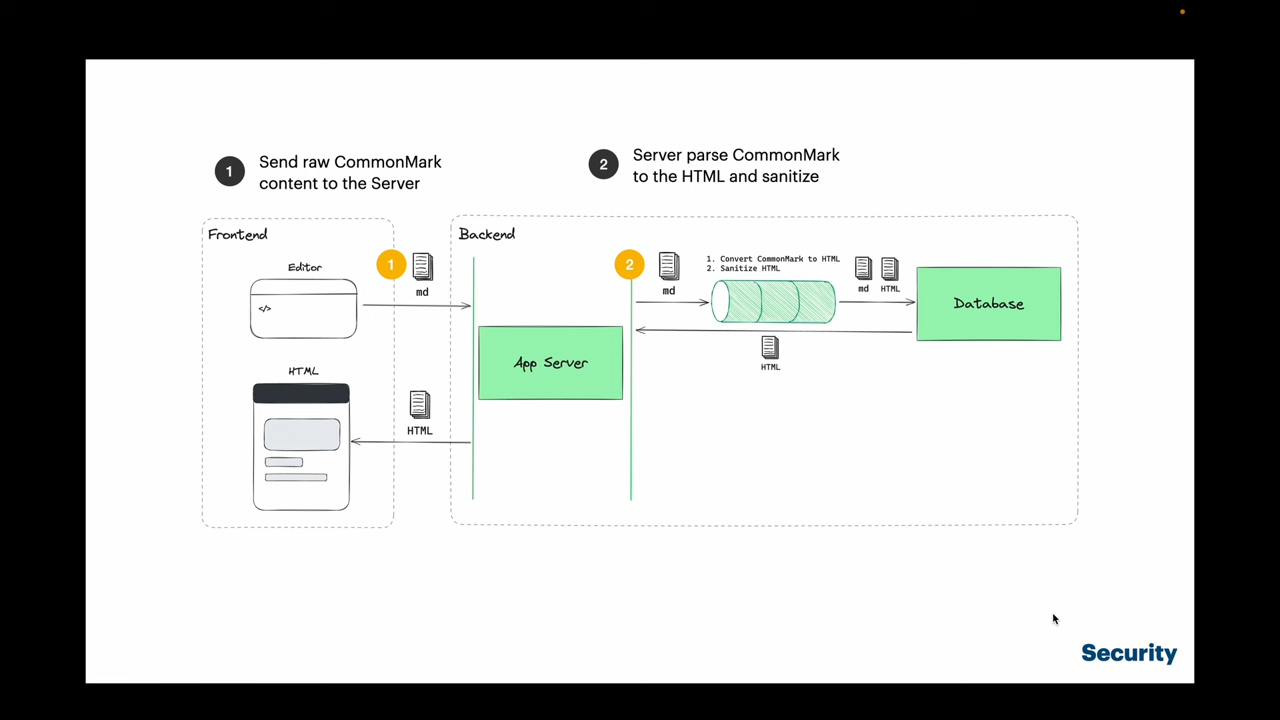 1
Send raw CommonMark
content to the Server
2
Server parse CommonMark
to the HTML and sanitize
Frontend
Editor
</>
HTML
1
md
HTML
Backend
App Server
2
md
1. Convert CommonMark to HTML
2. Sanitize HTML
md
HTML
Database
HTML
Security